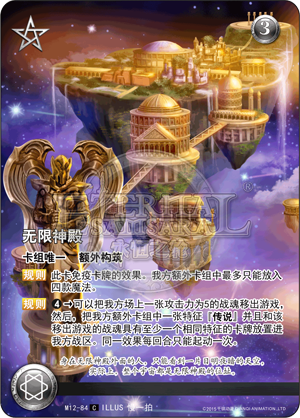 3
无限神殿
卡组唯一 额外构筑
规则 此卡免疫卡牌的效果。我方额外卡组中最多只能放入
四款魔法。
规则 4→可以把我方场上一张攻击力为5的战魂移出游戏,
然后,把我方额外卡组中一张特征『传说』并且和该
移出游戏的战魂具有至少一个相同特征的卡牌放置进
我方战区。同一效果每回合只能起动一次。
M12-84 C ILLUS 慢一拍